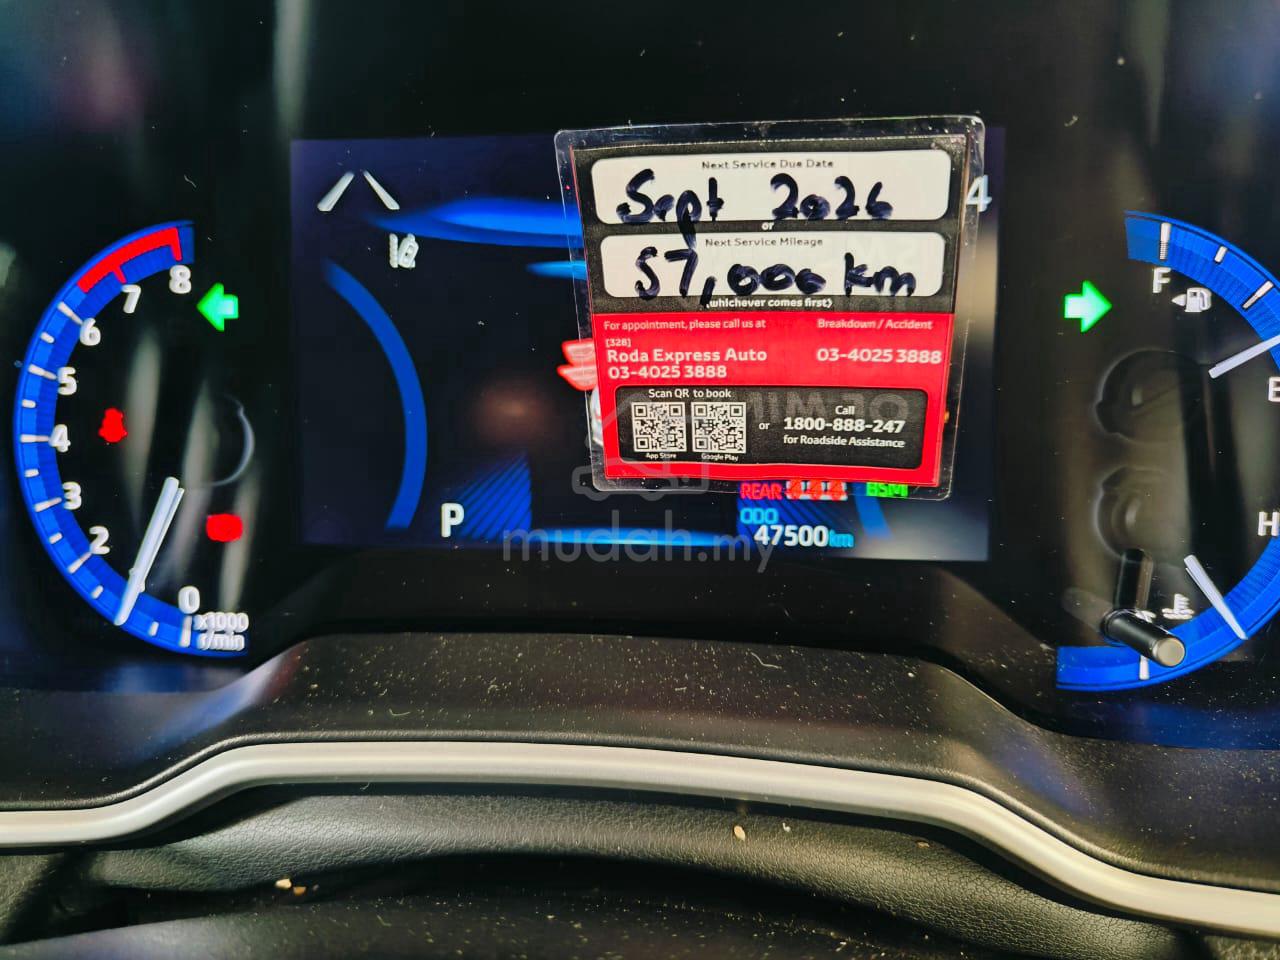 Next Service Due Date
Sept 2026
or
Next Service Mileage
57,000 km
(whichever comes first)
For appointment, please call us at
Breakdown / Accident
[328]
Roda Express Auto
03-4025 3888
03-4025 3888
Scan QR to book
App Store
Google Play
or
Call
1800-888-247
for Roadside Assistance
4
8
7
6
5
4
3
2
0
x1000
r/min
P
REAR
BSM
ODO
47500km
F
E
H
mudah.my